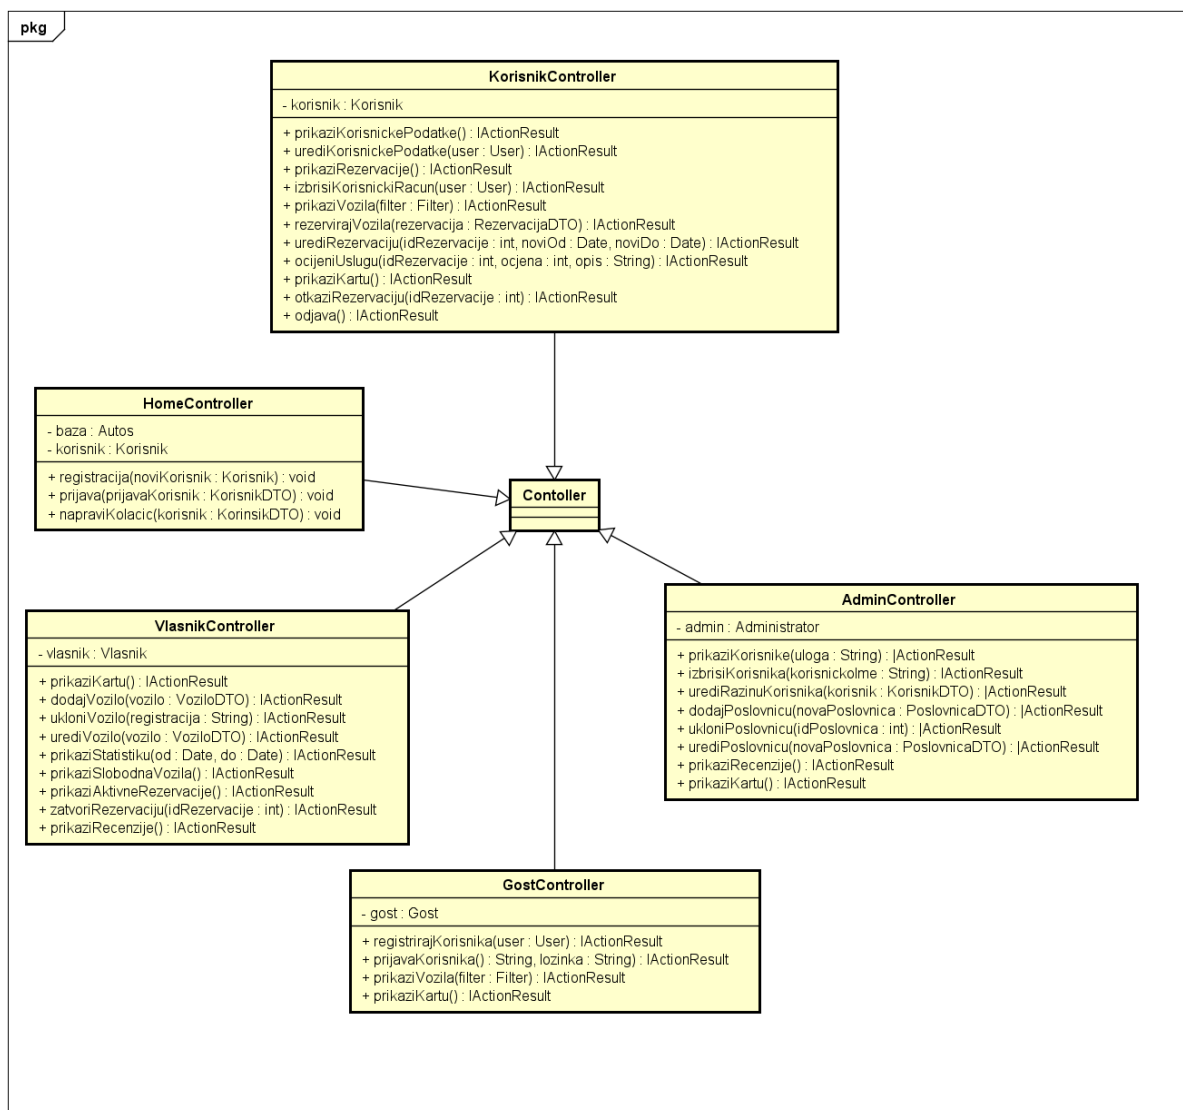 pkg
KorisnikController
- korisnik : Korisnik
+ prikaziKorisnickePodatke() : IActionResult
+ urediKorisnickePodatke(user : User) : IActionResult
+ prikaziRezervacije() : IActionResult
+ izbrisiKorisnickiRacun(user : User) : IActionResult
+ prikaziVozila(filter : Filter) : IActionResult
+ rezervirajVozila(rezervacija : RezervacijaDTO) : IActionResult
+ urediRezervaciju(idRezervacije : int, noviOd : Date, noviDo : Date) : IActionResult
+ ocijeniUslugu(idRezervacije : int, ocjena : int, opis : String) : IActionResult
+ prikaziKartu() : IActionResult
+ otkaziRezervaciju(idRezervacije : int) : IActionResult
+ odjava() : IActionResult
HomeController
- baza : Autos
- korisnik : Korisnik
+ registracija(noviKorisnik : Korisnik) : void
+ prijava(prijavaKorisnik : KorisnikDTO) : void
+ napraviKolacic(korisnik : KorinsikDTO) : void
Contoller
VlasnikController
- vlasnik : Vlasnik
+ prikaziKartu() : IActionResult
+ dodajVozilo(vozilo : VoziloDTO) : IActionResult
+ ukloniVozilo(registracija : String) : IActionResult
+ urediVozilo(vozilo : VoziloDTO) : IActionResult
+ prikaziStatistiku(od : Date, do : Date) : IActionResult
+ prikaziSlobodnaVozila() : IActionResult
+ prikaziAktivneRezervacije() : IActionResult
+ zatvoriRezervaciju(idRezervacije : int) : IActionResult
+ prikaziRecenzije() : IActionResult
AdminController
- admin : Administrator
+ prikaziKorisnike(uloga : String) : |ActionResult
+ izbrisiKorisnika(korisnickoIme : String) : IActionResult
+ urediRazinuKorisnika(korisnik : KorisnikDTO) : |ActionResult
+ dodajPoslovnicu(novaPoslovnica : PoslovnicaDTO) : |ActionResult
+ ukloniPoslovnicu(idPoslovnica : int) : |ActionResult
+ urediPoslovnicu(novaPoslovnica : PoslovnicaDTO) : |ActionResult
+ prikaziRecenzije() : IActionResult
+ prikaziKartu() : IActionResult
GostController
- gost : Gost
+ registrirajKorisnika(user : User) : IActionResult
+ prijavaKorisnika() : String, lozinka : String) : IActionResult
+ prikaziVozila(filter : Filter) : IActionResult
+ prikaziKartu() : IActionResult